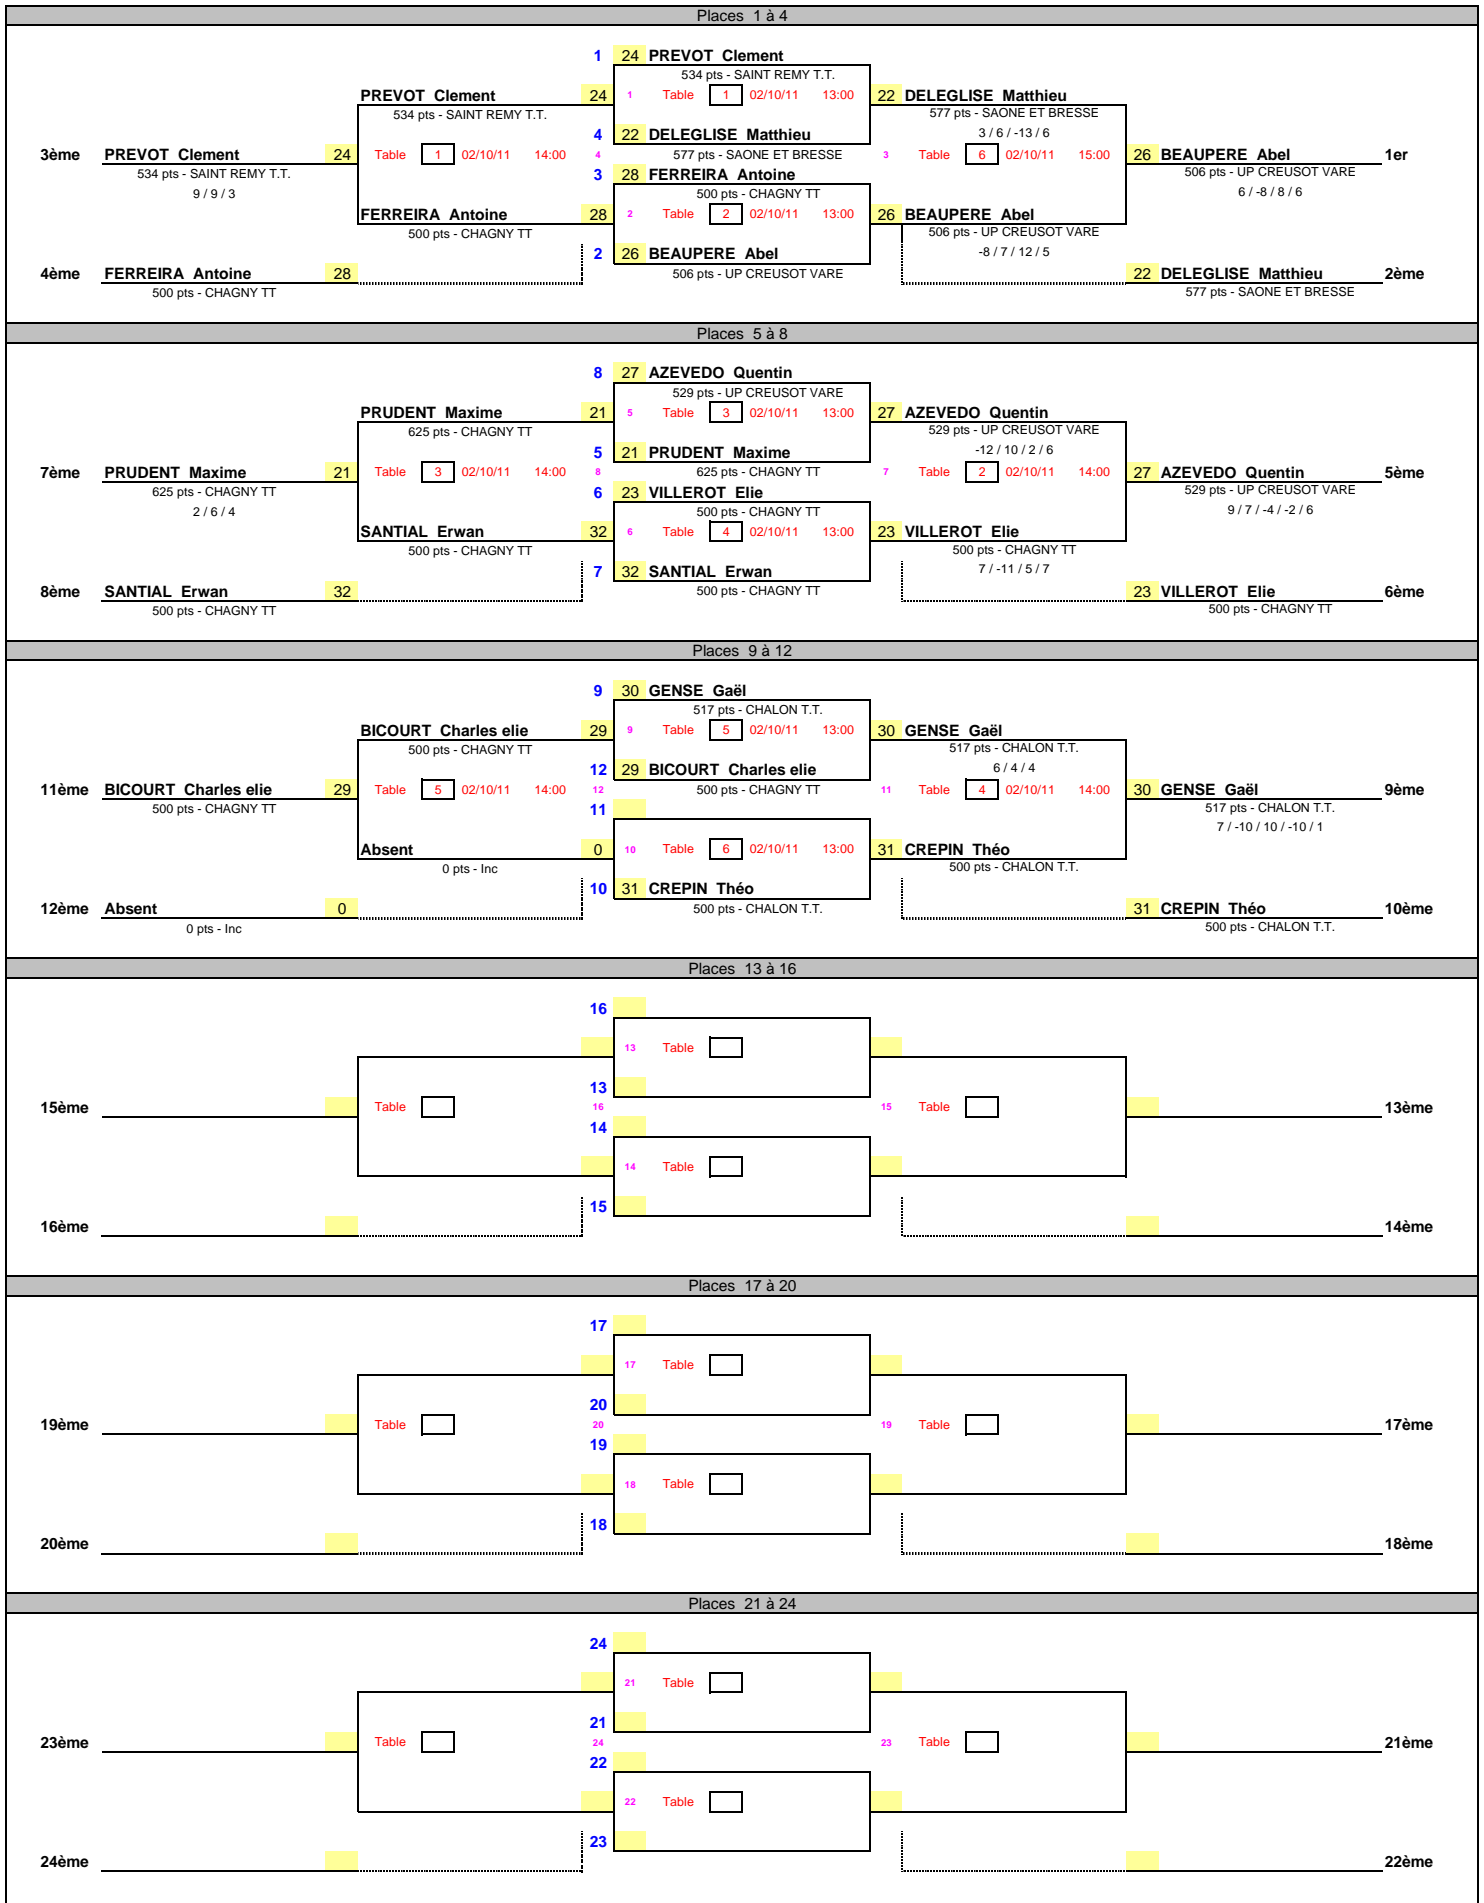 Places 1 à 4
1 24 PREVOT Clement
534 pts - SAINT REMY T.T.
PREVOT Clement 24 1 Table 1 02/10/11 13:00 22 DELEGLISE Matthieu
534 pts - SAINT REMY T.T. 577 pts - SAONE ET BRESSE
4 22 DELEGLISE Matthieu 3 / 6 / -13 / 6
3ème PREVOT Clement 24 Table 1 02/10/11 14:00 4 577 pts - SAONE ET BRESSE 3 Table 6 02/10/11 15:00 26 BEAUPERE Abel 1er
534 pts - SAINT REMY T.T. 3 28 FERREIRA Antoine 506 pts - UP CREUSOT VARE
9 / 9 / 3 500 pts - CHAGNY TT 6 / -8 / 8 / 6
FERREIRA Antoine 28 2 Table 2 02/10/11 13:00 26 BEAUPERE Abel
500 pts - CHAGNY TT 506 pts - UP CREUSOT VARE
2 26 BEAUPERE Abel -8 / 7 / 12 / 5
4ème FERREIRA Antoine 28 506 pts - UP CREUSOT VARE 22 DELEGLISE Matthieu 2ème
500 pts - CHAGNY TT 577 pts - SAONE ET BRESSE
Places 5 à 8
8 27 AZEVEDO Quentin
529 pts - UP CREUSOT VARE
PRUDENT Maxime 21 5 Table 3 02/10/11 13:00 27 AZEVEDO Quentin
625 pts - CHAGNY TT 529 pts - UP CREUSOT VARE
5 21 PRUDENT Maxime -12 / 10 / 2 / 6
7ème PRUDENT Maxime 21 Table 3 02/10/11 14:00 8 625 pts - CHAGNY TT 7 Table 2 02/10/11 14:00 27 AZEVEDO Quentin 5ème
625 pts - CHAGNY TT 6 23 VILLEROT Elie 529 pts - UP CREUSOT VARE
2 / 6 / 4 500 pts - CHAGNY TT 9 / 7 / -4 / -2 / 6
SANTIAL Erwan 32 6 Table 4 02/10/11 13:00 23 VILLEROT Elie
500 pts - CHAGNY TT 500 pts - CHAGNY TT
7 32 SANTIAL Erwan 7 / -11 / 5 / 7
8ème SANTIAL Erwan 32 500 pts - CHAGNY TT 23 VILLEROT Elie 6ème
500 pts - CHAGNY TT 500 pts - CHAGNY TT
Places 9 à 12
9 30 GENSE Gaël
517 pts - CHALON T.T.
BICOURT Charles elie 29 9 Table 5 02/10/11 13:00 30 GENSE Gaël
500 pts - CHAGNY TT 517 pts - CHALON T.T.
12 29 BICOURT Charles elie 6 / 4 / 4
11ème BICOURT Charles elie 29 Table 5 02/10/11 14:00 12 500 pts - CHAGNY TT 11 Table 4 02/10/11 14:00 30 GENSE Gaël 9ème
500 pts - CHAGNY TT 11 517 pts - CHALON T.T.
7 / -10 / 10 / -10 / 1
Absent 0 10 Table 6 02/10/11 13:00 31 CREPIN Théo
0 pts - Inc 500 pts - CHALON T.T.
10 31 CREPIN Théo
12ème Absent 0 500 pts - CHALON T.T. 31 CREPIN Théo 10ème
0 pts - Inc 500 pts - CHALON T.T.
Places 13 à 16
16
13 Table
13
15ème Table 16 15 Table 13ème
14
14 Table
15
16ème 14ème
Places 17 à 20
17
17 Table
20
19ème Table 20 19 Table 17ème
19
18 Table
18
20ème 18ème
Places 21 à 24
24
21 Table
21
23ème Table 24 23 Table 21ème
22
22 Table
23
24ème 22ème